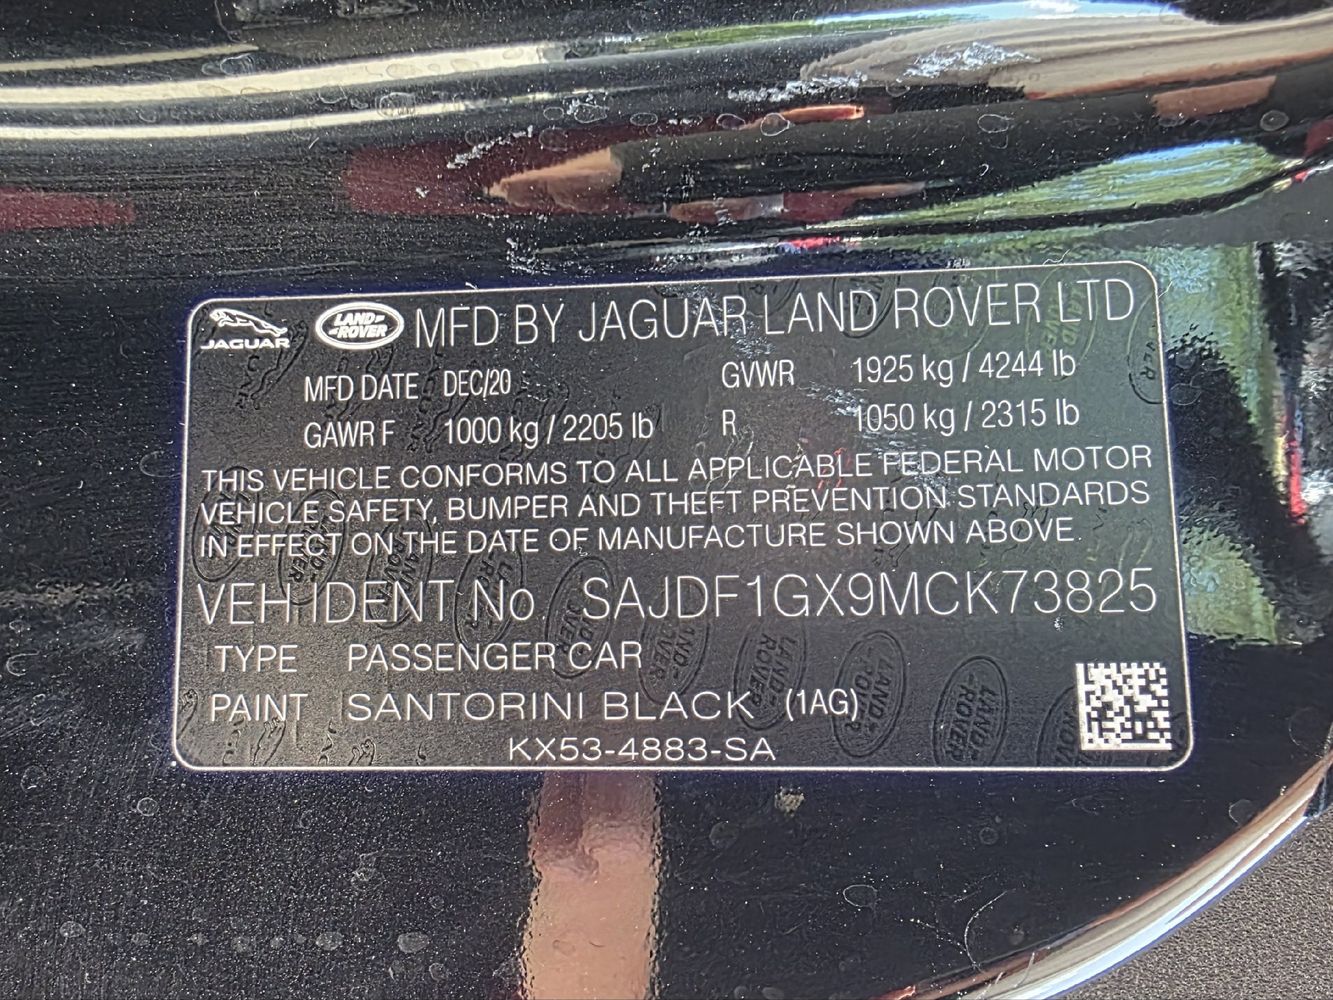 JAGUAR LAND ROVER MFD BY JAGUAR LAND ROVER LTD
MFD DATE DEC/20 GVWR 1925 kg / 4244 lb
GAWR F 1000 kg / 2205 lb R 1050 kg / 2315 lb
THIS VEHICLE CONFORMS TO ALL APPLICABLE FEDERAL MOTOR
VEHICLE SAFETY, BUMPER AND THEFT PREVENTION STANDARDS
IN EFFECT ON THE DATE OF MANUFACTURE SHOWN ABOVE.
VEH IDENT No. SAJDF1GX9MCK73825
TYPE PASSENGER CAR
PAINT SANTORINI BLACK (1AG)
KX53-4883-SA